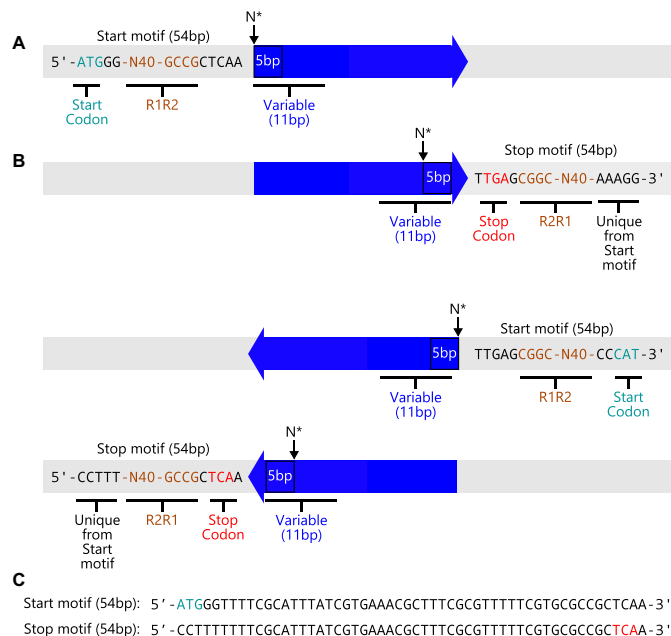 N*
A
Start motif (54bp)
5'-ATGGG-N40-GCCGCTCAA
5bp
Start
Codon
R1R2
Variable
(11bp)
B
N*
Stop motif (54bp)
5bp
TTGAGCGGC-N40-AAAGG-3'
Variable
(11bp)
Stop
Codon
R2R1
Unique
from
Start
motif
N*
Start motif (54bp)
5bp
TTGAGCGGC-N40-CCCAT-3'
Variable
(11bp)
R1R2
Start
Codon
N*
Stop motif (54bp)
5'-CCTTT-N40-GCCGCTCAA
5bp
Unique
from
Start
motif
R2R1
Stop
Codon
Variable
(11bp)
C
Start motif (54bp): 5’-ATGGGTTTTCGCATTTATCGTGAAACGCTTTCGCGTTTTTCGTGCGCCGCTCAA-3'
Stop motif (54bp): 5’-CCTTTTTTTCGCATTTATCGTGAAACGCTTTCGCGTTTTTCGTGCGCCGCTCAA-3'